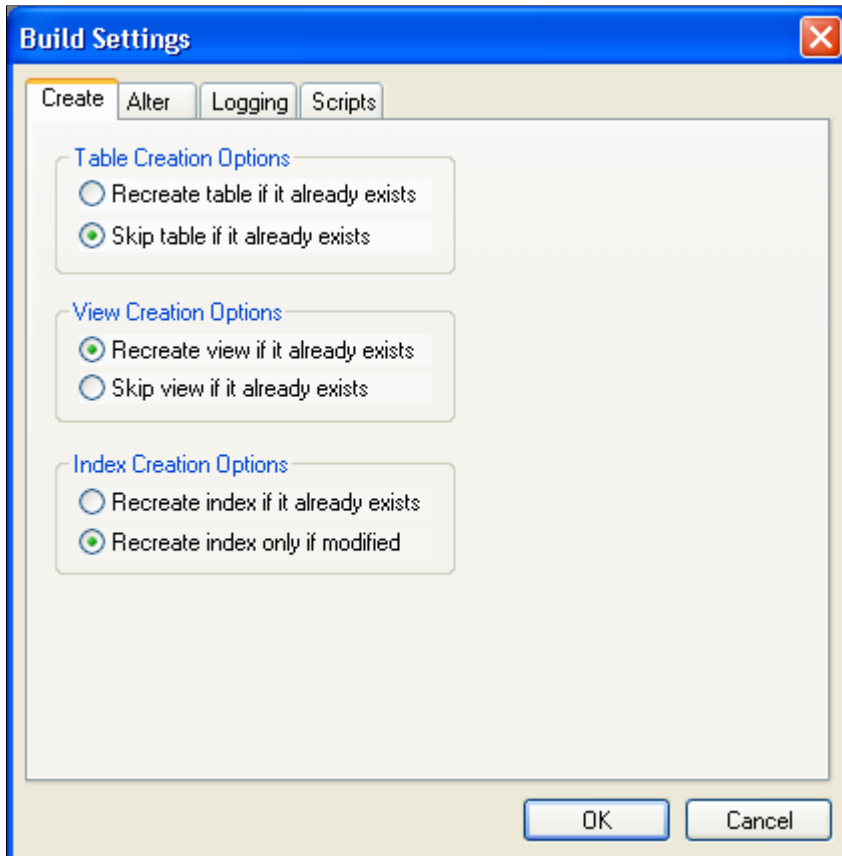 Build Settings
Create Alter Logging Scripts
Table Creation Options
Recreate table if it already exists
Skip table if it already exists
View Creation Options
Recreate view if it already exists
Skip view if it already exists
Index Creation Options
Recreate index if it already exists
Recreate index only if modified
OK Cancel